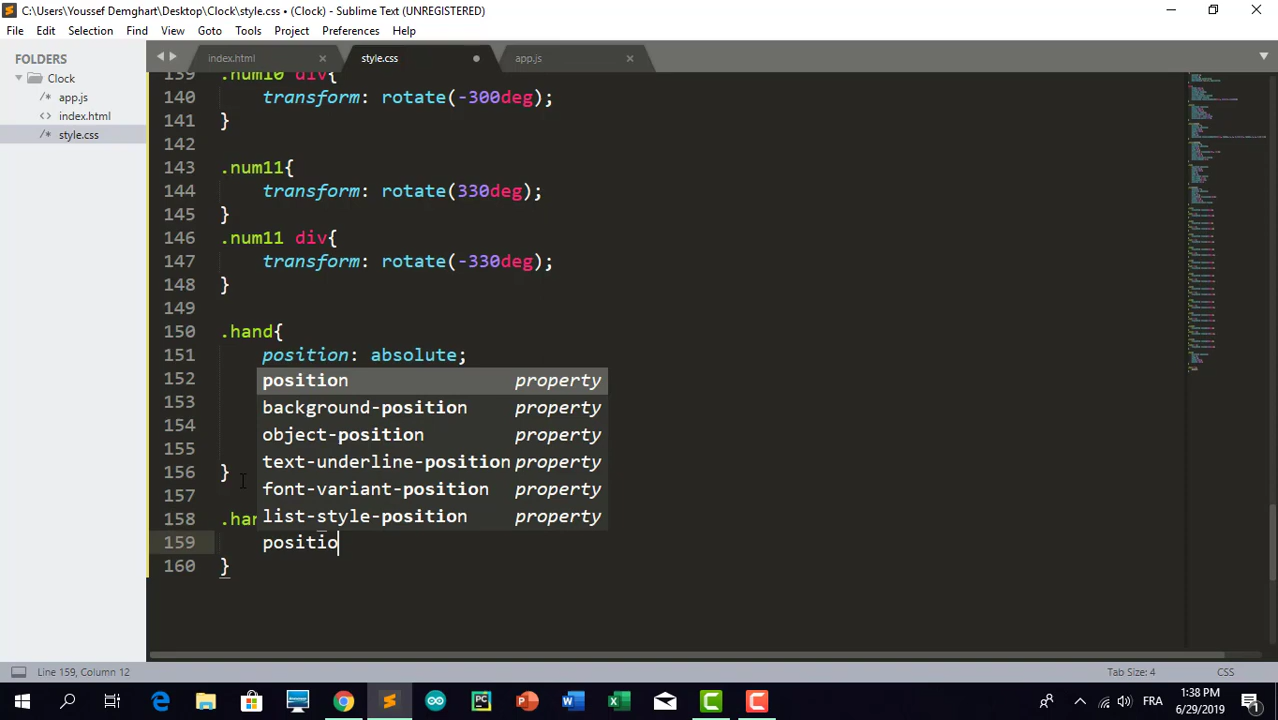 C:\Users\Youssef Demghart\Desktop\Clock\style.css • (Clock) - Sublime Text (UNREGISTERED)
File Edit Selection Find View Goto Tools Project Preferences Help
FOLDERS
Clock
/* app.js
<> index.html
/* style.css
index.html × style.css app.js ×
139 .num10 div{
140 transform: rotate(-300deg);
141 }
142
143 .num11{
144 transform: rotate(330deg);
145 }
146 .num11 div{
147 transform: rotate(-330deg);
148 }
149
150 .hand{
151 position: absolute;
152 position property
153 background-position property
154 object-position property
155 text-underline-position property
156 } font-variant-position property
157
158 .han list-style-position property
159 positio
160 }
Line 159, Column 12 Tab Size: 4 CSS
FRA 1:38 PM
6/29/2019